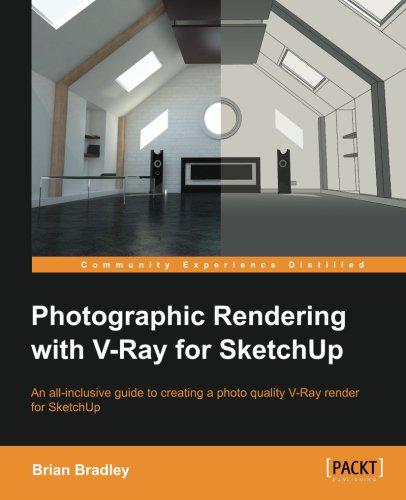 Community Experience Distilled
Photographic Rendering
with V-Ray for SketchUp
An all-inclusive guide to creating a photo quality V-Ray render
for SketchUp
Brian Bradley
[PACKT]
PUBLISHING